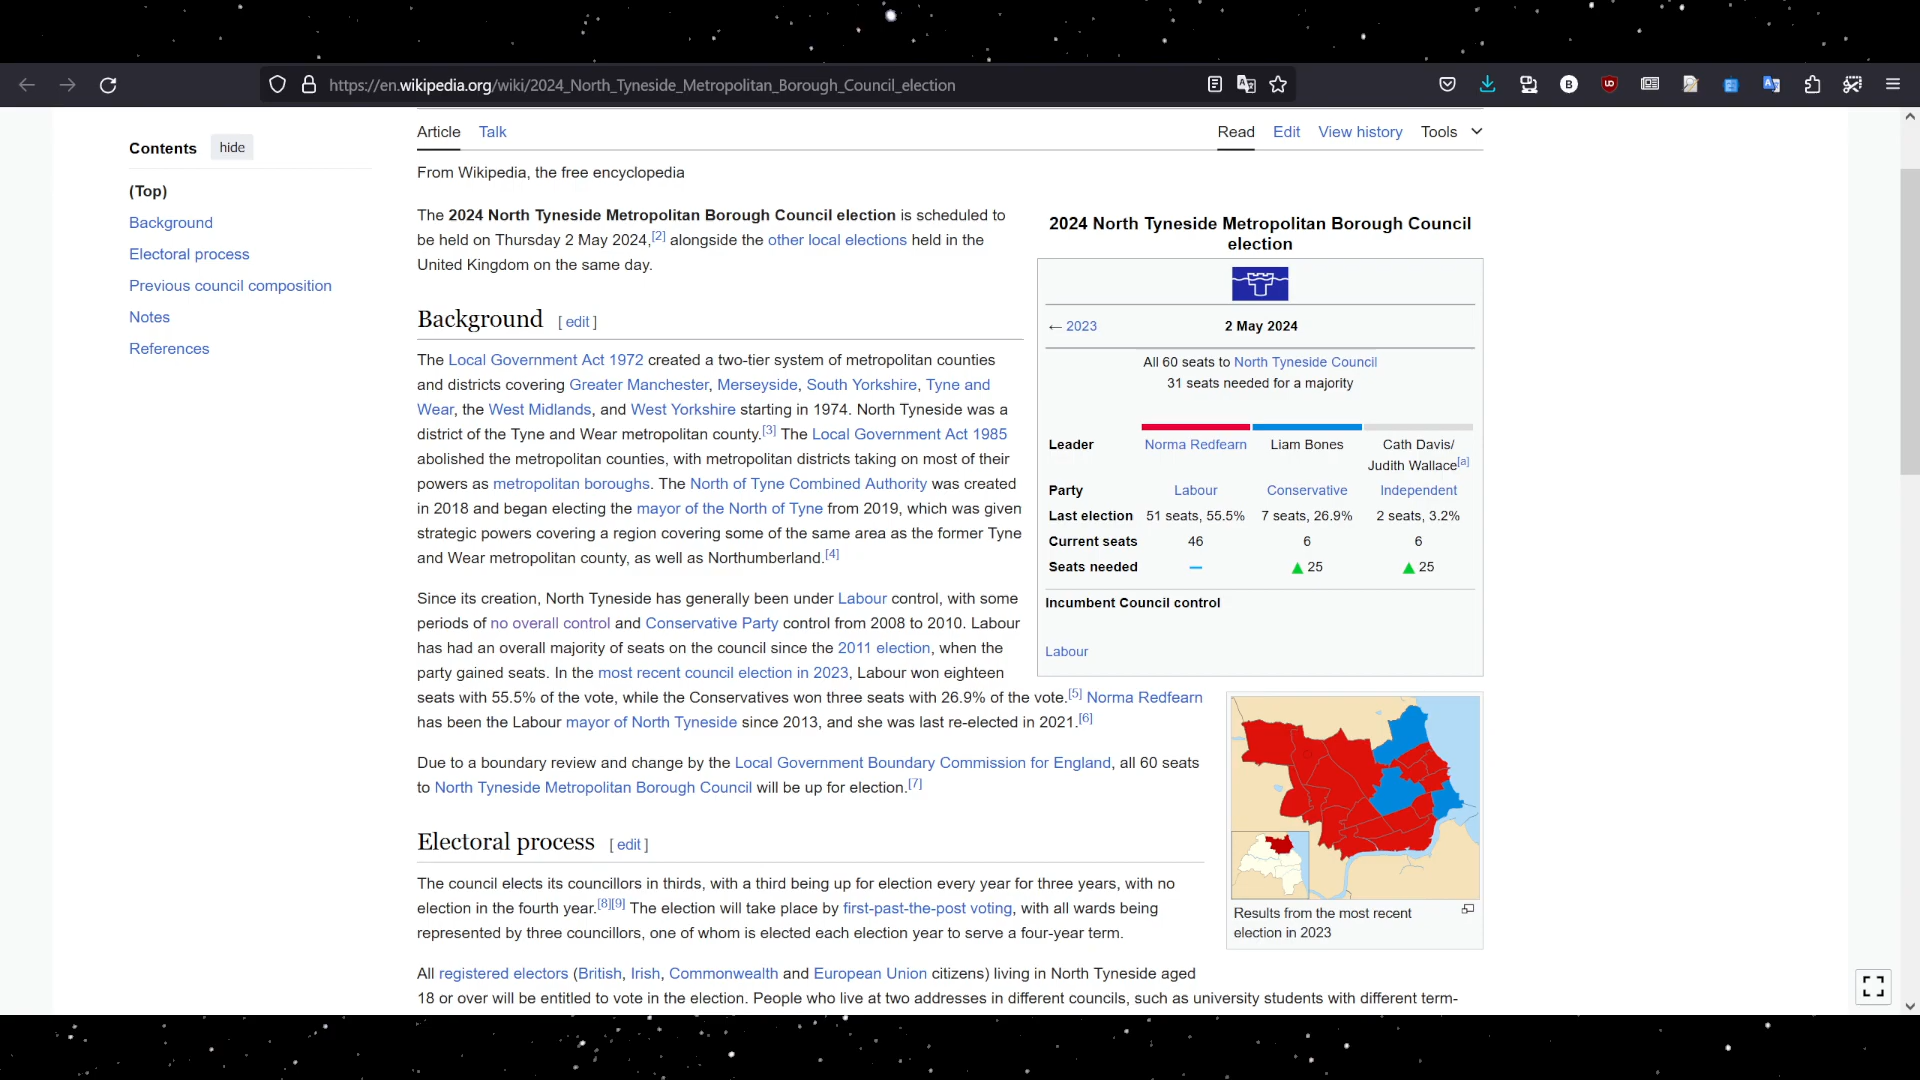 https://en.wikipedia.org/wiki/2024_North_Tyneside_Metropolitan_Borough_Council_election
Contents hide
(Top)
Background
Electoral process
Previous council composition
Notes
References
Article Talk
Read Edit View history Tools
From Wikipedia, the free encyclopedia
The 2024 North Tyneside Metropolitan Borough Council election is scheduled to
be held on Thursday 2 May 2024,[2] alongside the other local elections held in the
United Kingdom on the same day.
Background [ edit ]
The Local Government Act 1972 created a two-tier system of metropolitan counties
and districts covering Greater Manchester, Merseyside, South Yorkshire, Tyne and
Wear, the West Midlands, and West Yorkshire starting in 1974. North Tyneside was a
district of the Tyne and Wear metropolitan county.[3] The Local Government Act 1985
abolished the metropolitan counties, with metropolitan districts taking on most of their
powers as metropolitan boroughs. The North of Tyne Combined Authority was created
in 2018 and began electing the mayor of the North of Tyne from 2019, which was given
strategic powers covering a region covering some of the same area as the former Tyne
and Wear metropolitan county, as well as Northumberland.[4]
Since its creation, North Tyneside has generally been under Labour control, with some
periods of no overall control and Conservative Party control from 2008 to 2010. Labour
has had an overall majority of seats on the council since the 2011 election, when the
party gained seats. In the most recent council election in 2023, Labour won eighteen
seats with 55.5% of the vote, while the Conservatives won three seats with 26.9% of the vote.[5] Norma Redfearn
has been the Labour mayor of North Tyneside since 2013, and she was last re-elected in 2021.[6]
Due to a boundary review and change by the Local Government Boundary Commission for England, all 60 seats
to North Tyneside Metropolitan Borough Council will be up for election.[7]
Electoral process [ edit ]
The council elects its councillors in thirds, with a third being up for election every year for three years, with no
election in the fourth year.[8][9] The election will take place by first-past-the-post voting, with all wards being
represented by three councillors, one of whom is elected each election year to serve a four-year term.
All registered electors (British, Irish, Commonwealth and European Union citizens) living in North Tyneside aged
18 or over will be entitled to vote in the election. People who live at two addresses in different councils, such as university students with different term-
2024 North Tyneside Metropolitan Borough Council
election
← 2023 2 May 2024
All 60 seats to North Tyneside Council
31 seats needed for a majority
Leader Norma Redfearn Liam Bones Cath Davis/
Judith Wallace[a]
Party Labour Conservative Independent
Last election 51 seats, 55.5% 7 seats, 26.9% 2 seats, 3.2%
Current seats 46 6 6
Seats needed – ▲ 25 ▲ 25
Incumbent Council control
Labour
Results from the most recent
election in 2023